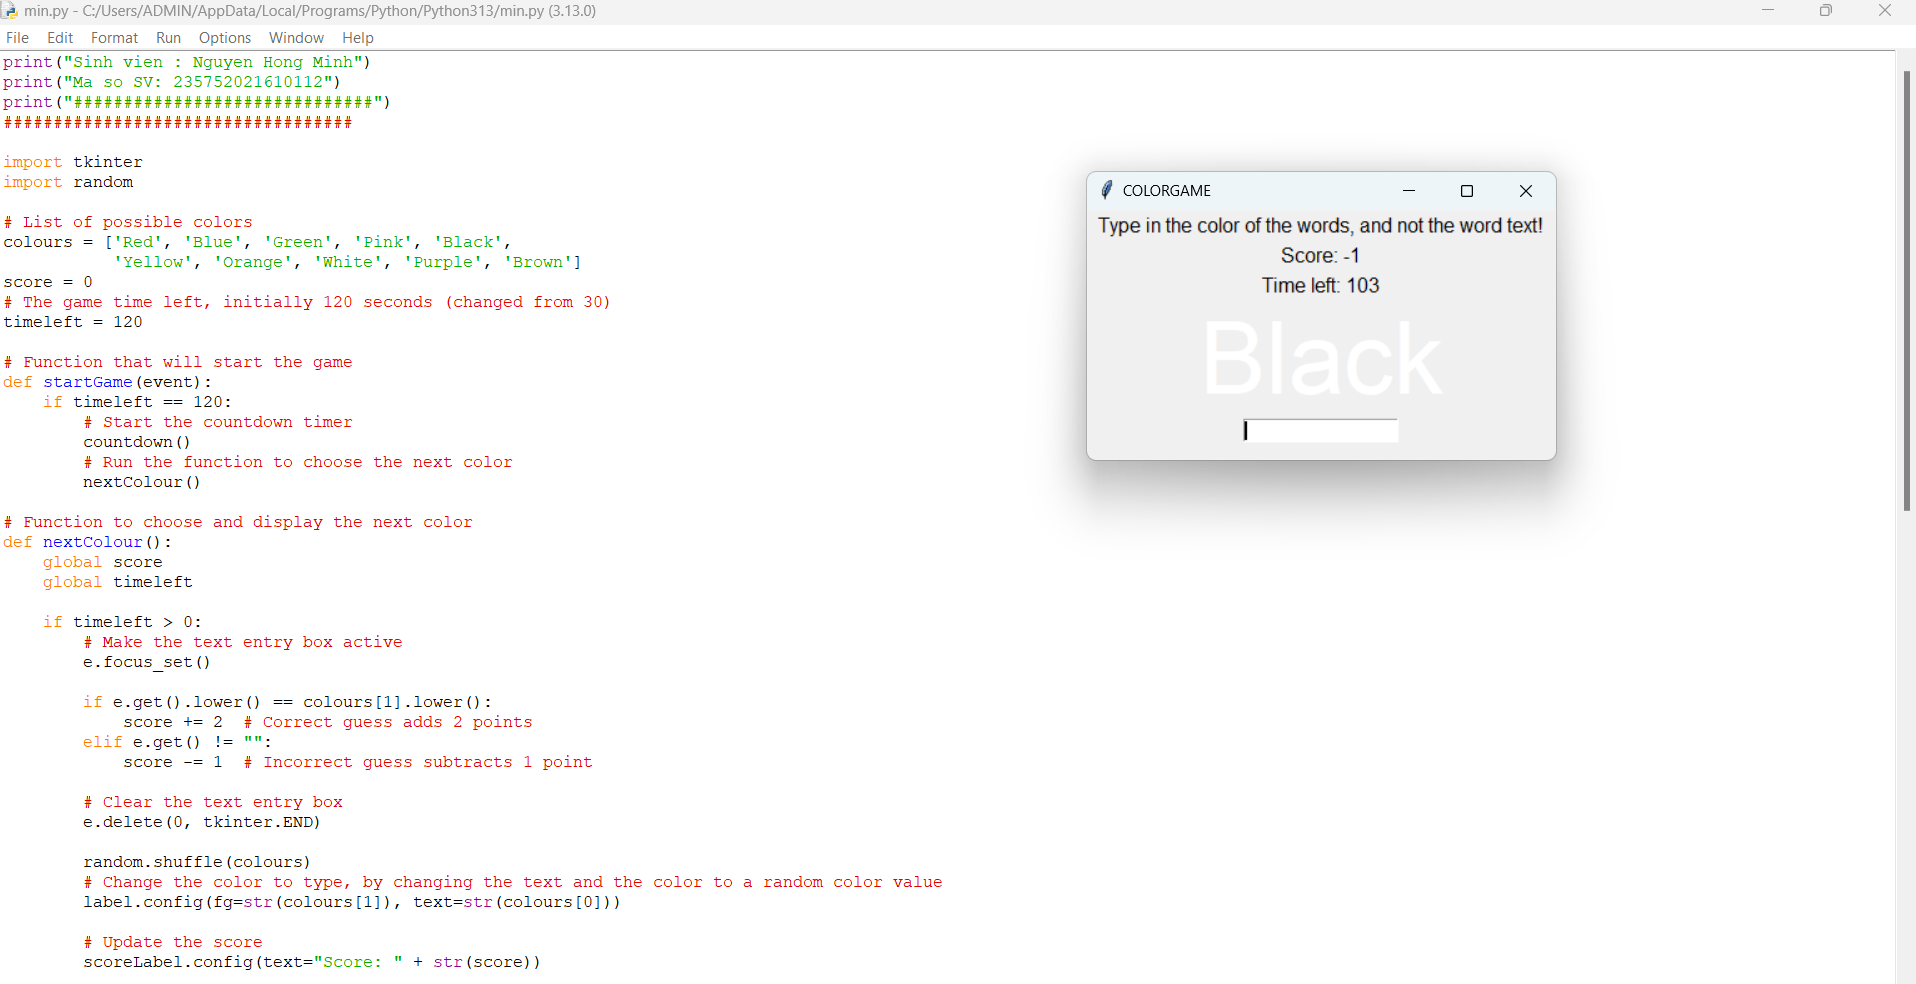 min.py - C:/Users/ADMIN/AppData/Local/Programs/Python/Python313/min.py (3.13.0)
File Edit Format Run Options Window Help
print("Sinh vien : Nguyen Hong Minh")
print("Ma so SV: 235752021610112")
print("##############################")
###################################
import tkinter
import random
# List of possible colors
colours = ['Red', 'Blue', 'Green', 'Pink', 'Black',
'Yellow', 'Orange', 'White', 'Purple', 'Brown']
score = 0
# The game time left, initially 120 seconds (changed from 30)
timeleft = 120
# Function that will start the game
def startGame(event):
if timeleft == 120:
# Start the countdown timer
countdown()
# Run the function to choose the next color
nextColour()
# Function to choose and display the next color
def nextColour():
global score
global timeleft
if timeleft > 0:
# Make the text entry box active
e.focus_set()
if e.get().lower() == colours[1].lower():
score += 2  # Correct guess adds 2 points
elif e.get() != "":
score -= 1  # Incorrect guess subtracts 1 point
# Clear the text entry box
e.delete(0, tkinter.END)
random.shuffle(colours)
# Change the color to type, by changing the text and the color to a random color value
label.config(fg=str(colours[1]), text=str(colours[0]))
# Update the score
scoreLabel.config(text="Score: " + str(score))
COLORGAME
Type in the color of the words, and not the word text!
Score: -1
Time left: 103
Black